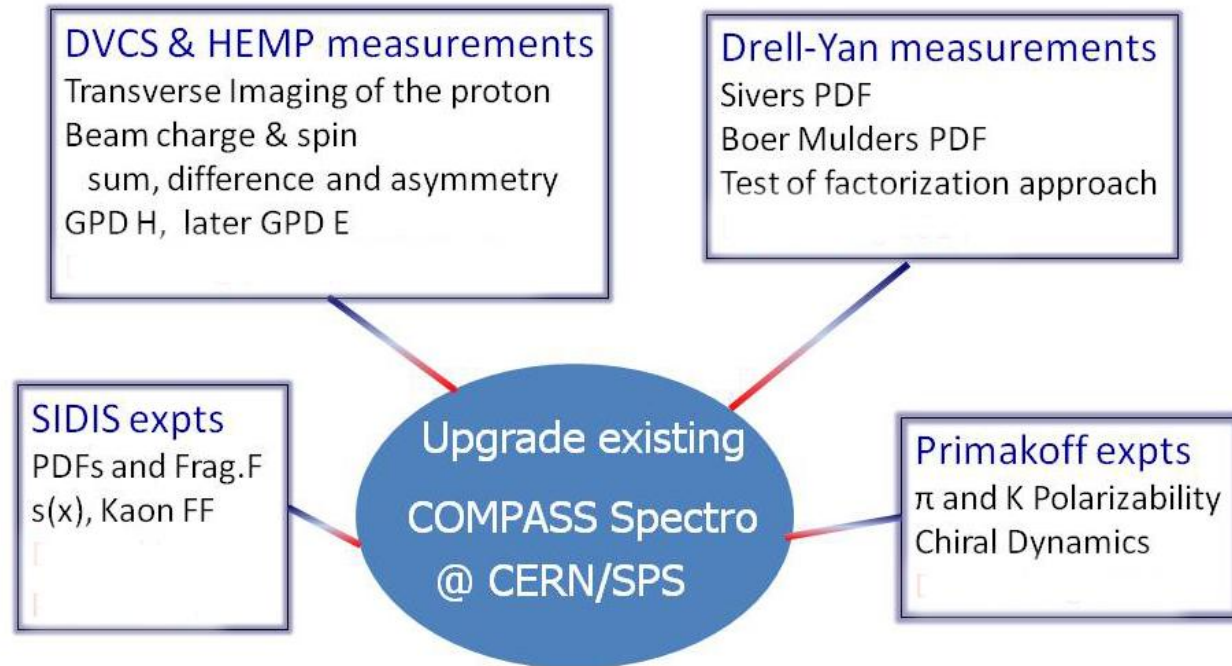 DVCS & HEMP measurements
Transverse Imaging of the proton
Beam charge & spin
sum, difference and asymmetry
GPD H, later GPD E
Drell-Yan measurements
Sivers PDF
Boer Mulders PDF
Test of factorization approach
SIDIS expts
PDFs and Frag.F
s(x), Kaon FF
Upgrade existing
COMPASS Spectro
@ CERN/SPS
Primakoff expts
π and K Polarizability
Chiral Dynamics